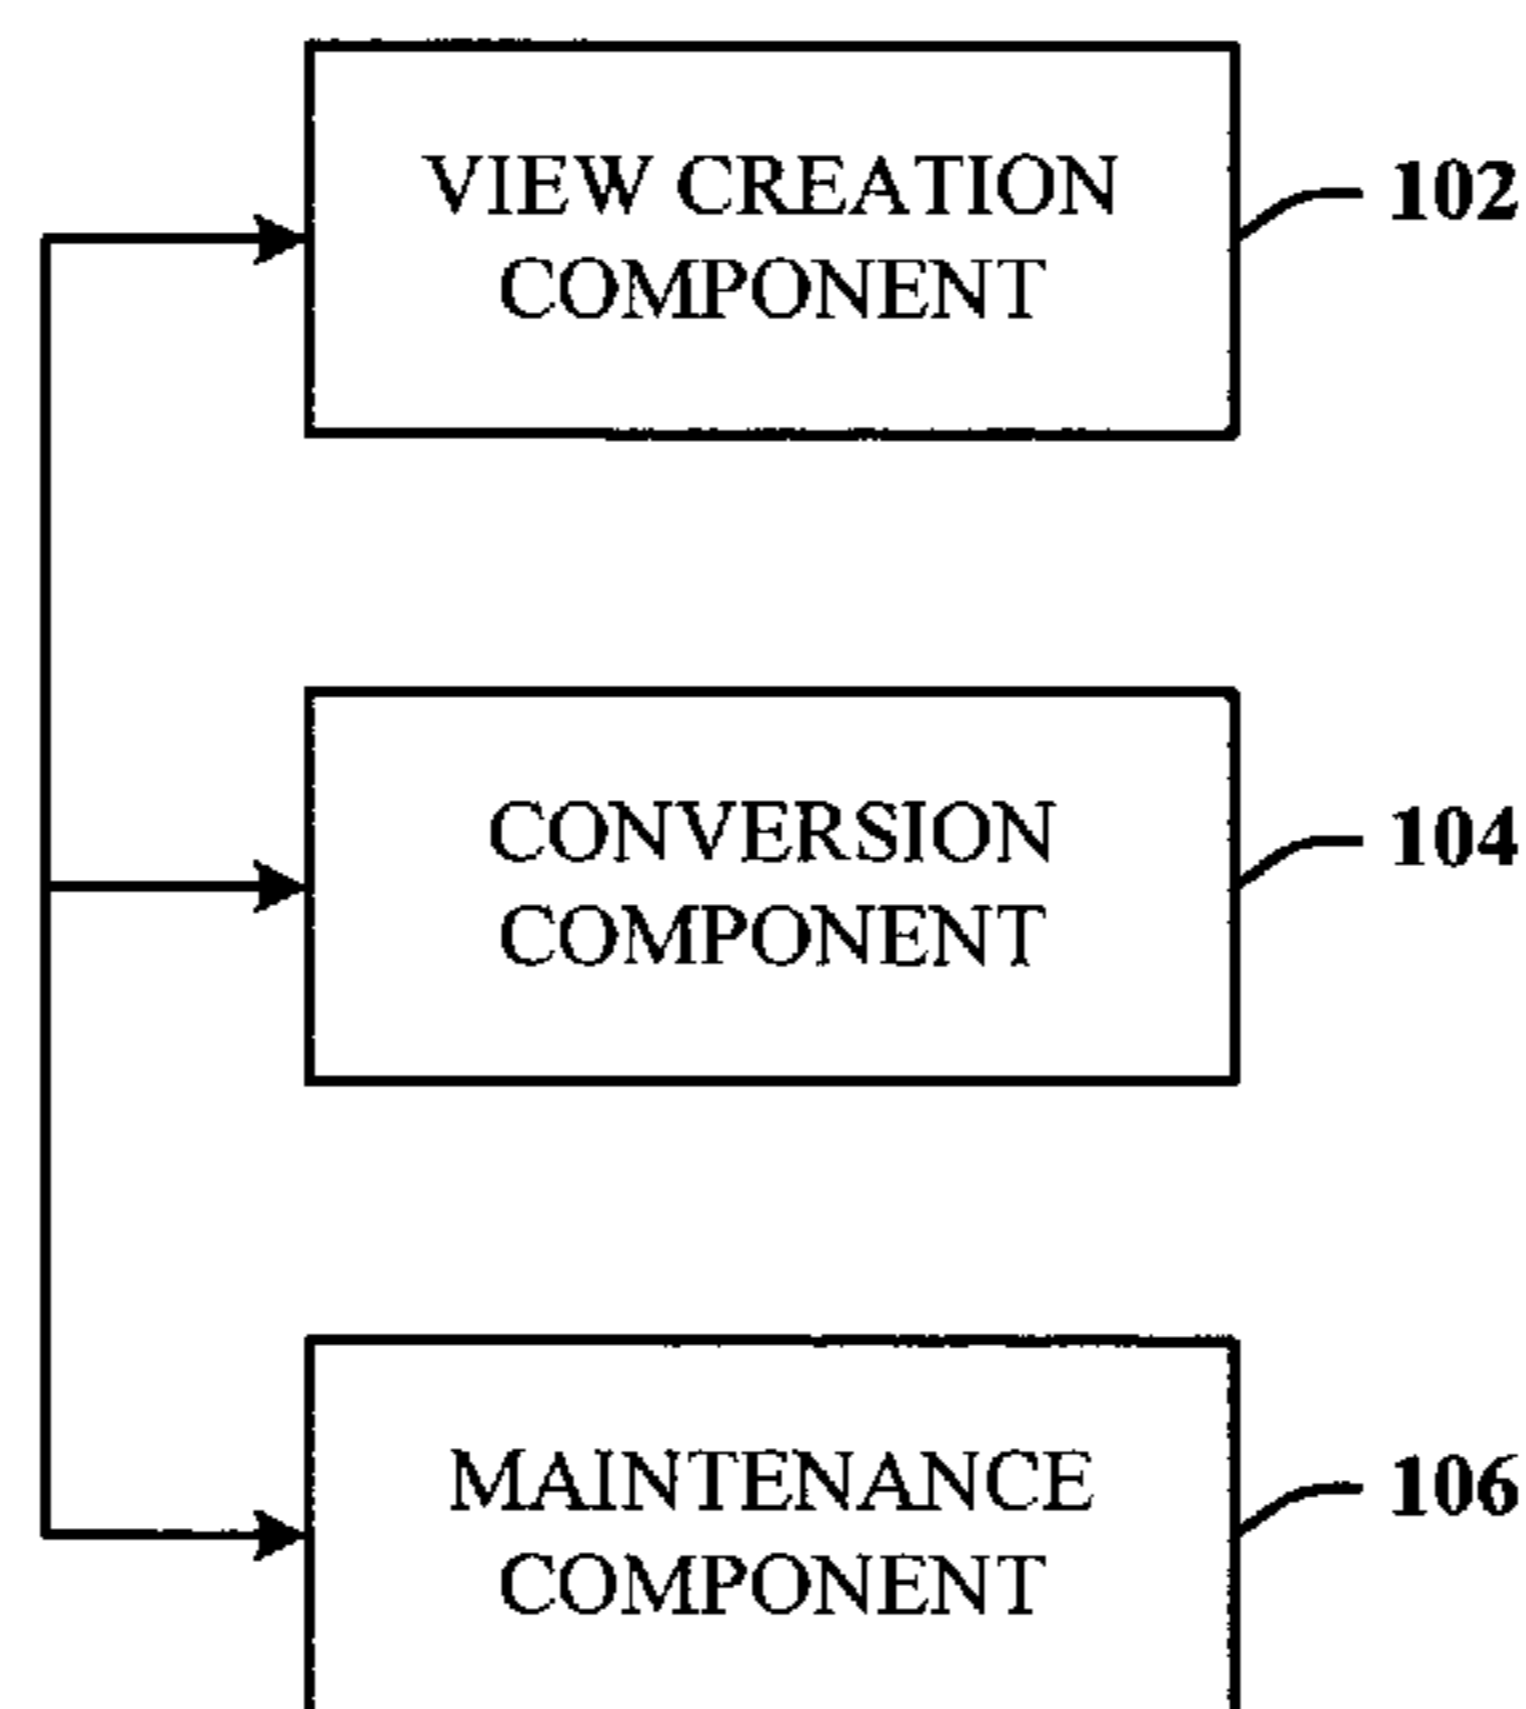 VIEW CREATION
COMPONENT
102
CONVERSION
COMPONENT
104
MAINTENANCE
COMPONENT
106